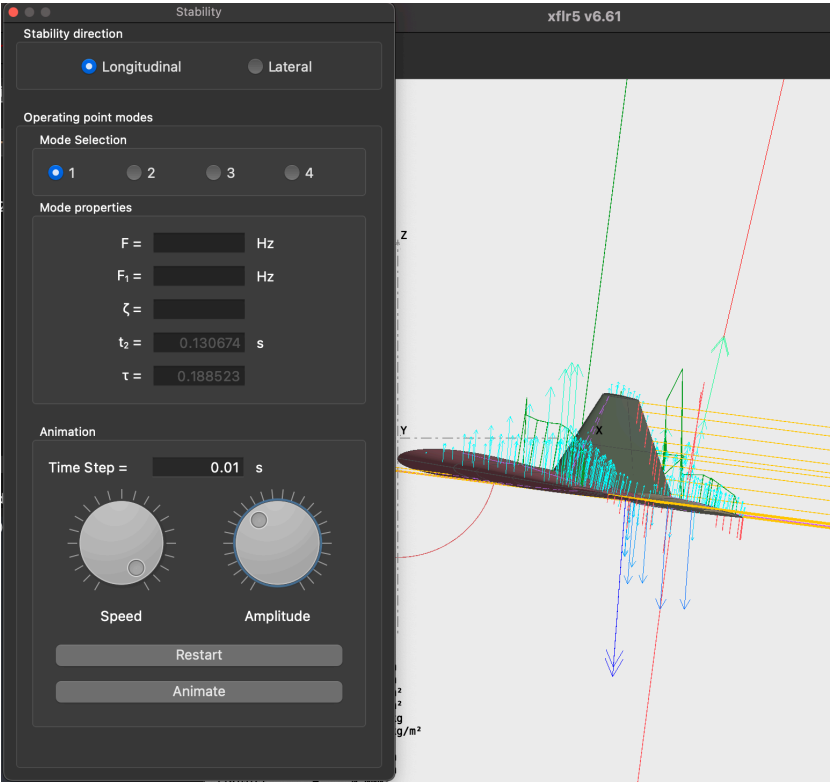 Stability
xflr5 v6.61
Stability direction
Longitudinal Lateral
Operating point modes
Mode Selection
1 2 3 4
Mode properties
F = Hz
F₁ = Hz
ζ =
t₂ = 0.130674 s
τ = 0.188523
Animation
Time Step = 0.01 s
Speed Amplitude
Restart
Animate
Z
Y
X
g/m²